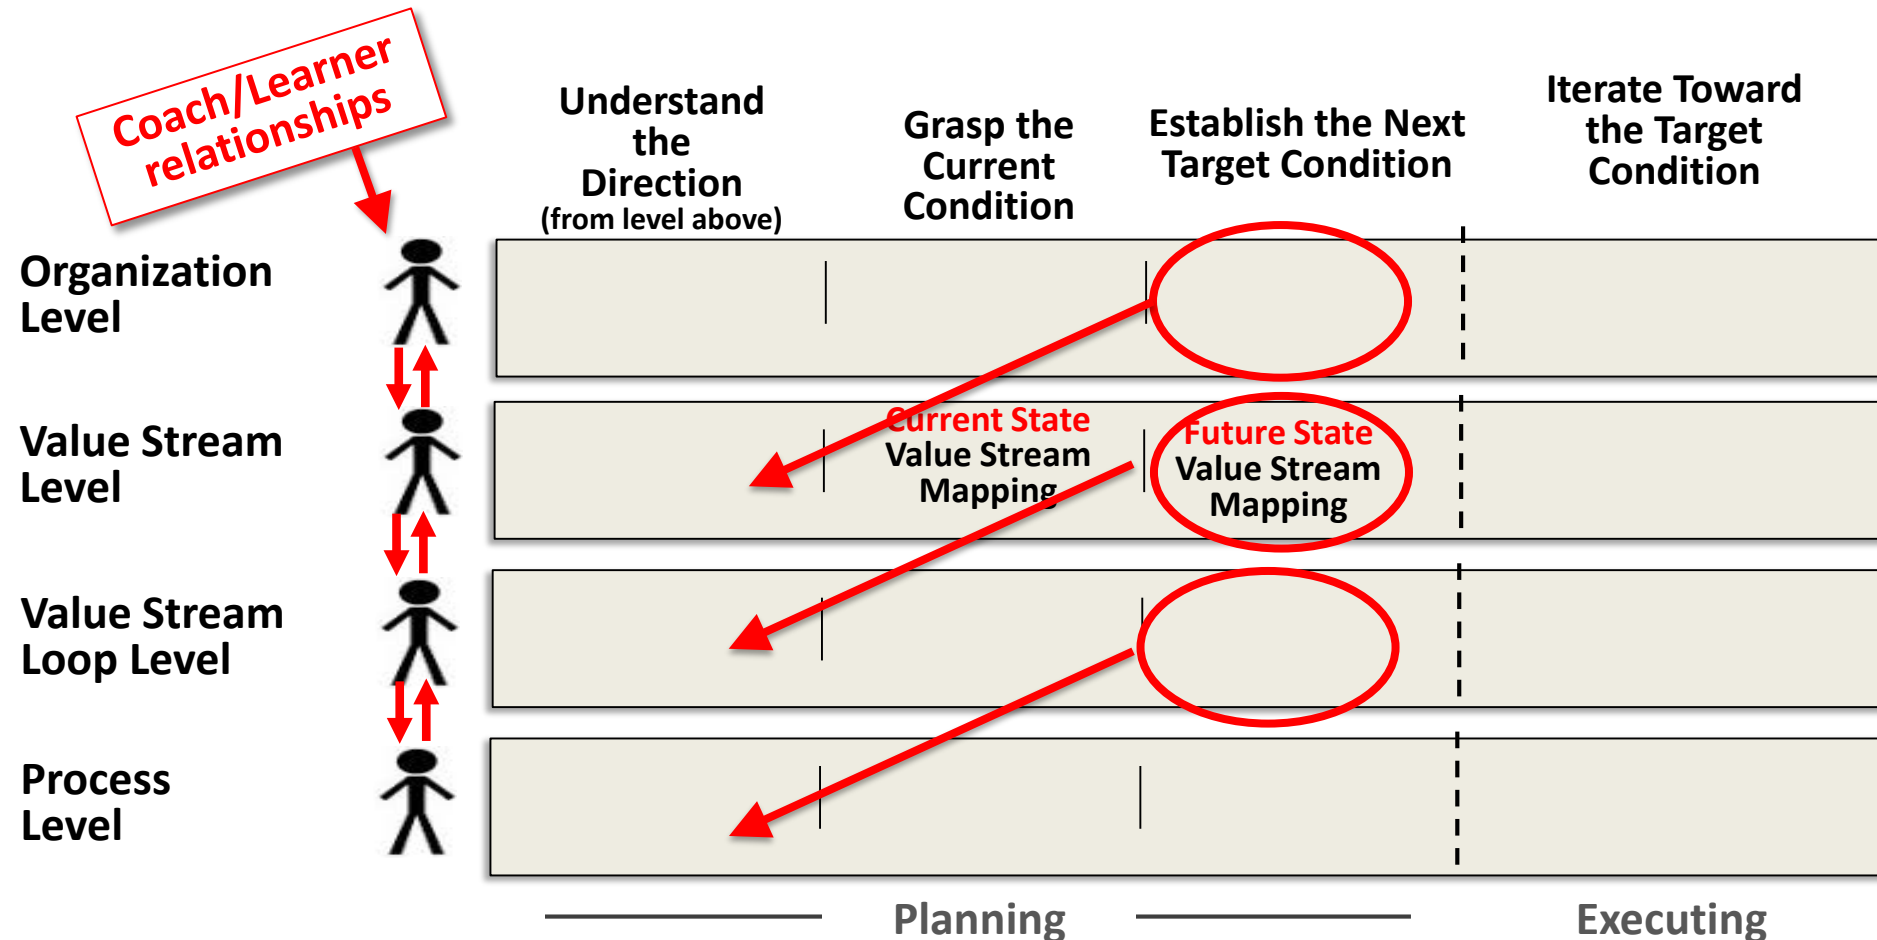 Coach/Learner
relationships
Understand
the
Direction
(from level above)
Grasp the
Current
Condition
Establish the Next
Target Condition
Iterate Toward
the Target
Condition
Organization
Level
Value Stream
Level
Current State
Value Stream
Mapping
Future State
Value Stream
Mapping
Value Stream
Loop Level
Process
Level
Planning
Executing